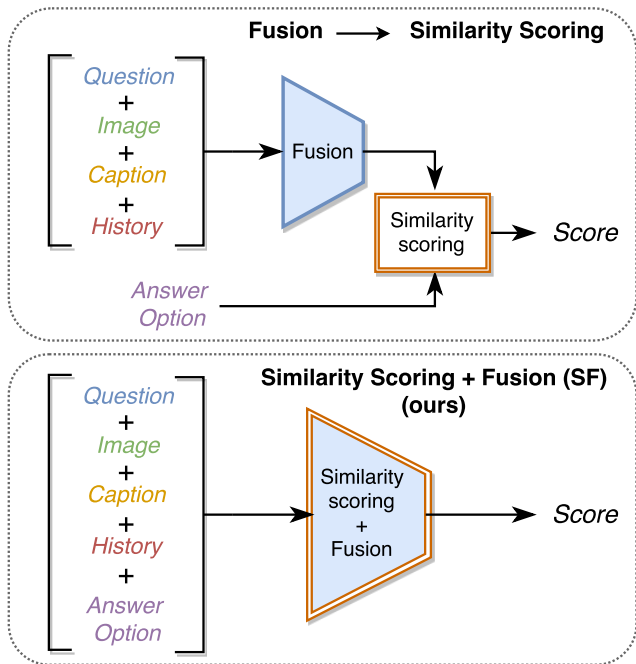 Fusion → Similarity Scoring
Question
+
Image
+
Caption
+
History
Fusion
Similarity
scoring
Score
Answer
Option
Similarity Scoring + Fusion (SF)
(ours)
Question
+
Image
+
Caption
+
History
+
Answer
Option
Similarity
scoring
+
Fusion
Score